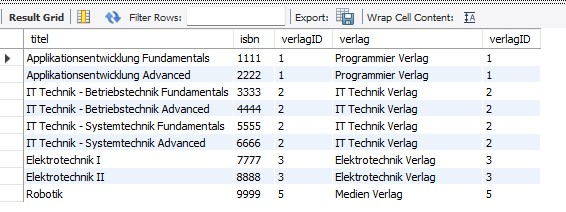 Result Grid Filter Rows: Export: Wrap Cell Content:
titel isbn verlagID verlag verlagID
Applikationsentwicklung Fundamentals 1111 1 Programmier Verlag 1
Applikationsentwicklung Advanced 2222 1 Programmier Verlag 1
IT Technik - Betriebstechnik Fundamentals 3333 2 IT Technik Verlag 2
IT Technik - Betriebstechnik Advanced 4444 2 IT Technik Verlag 2
IT Technik - Systemtechnik Fundamentals 5555 2 IT Technik Verlag 2
IT Technik - Systemtechnik Advanced 6666 2 IT Technik Verlag 2
Elektrotechnik I 7777 3 Elektrotechnik Verlag 3
Elektrotechnik II 8888 3 Elektrotechnik Verlag 3
Robotik 9999 5 Medien Verlag 5